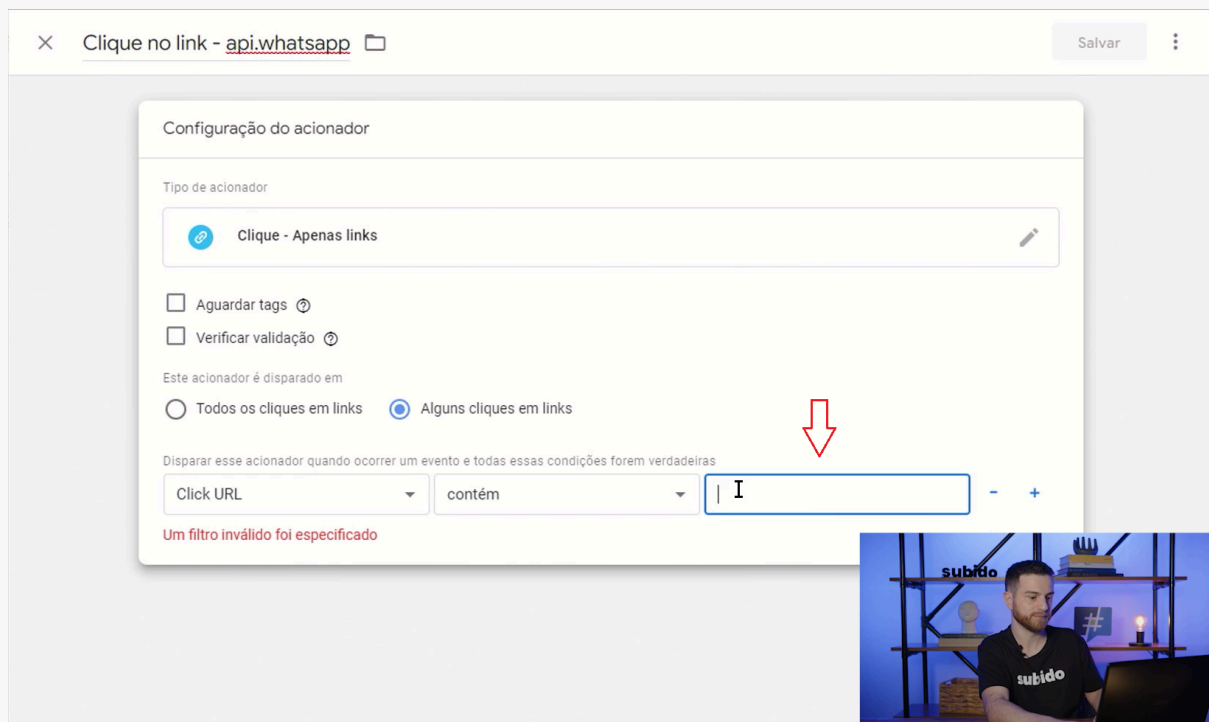 Clique no link - api.whatsapp
Salvar
Configuração do acionador
Tipo de acionador
Clique - Apenas links
Aguardar tags
Verificar validação
Este acionador é disparado em
Todos os cliques em links
Alguns cliques em links
Disparar esse acionador quando ocorrer um evento e todas essas condições forem verdadeiras
Click URL
contém
- +
Um filtro inválido foi especificado
subido
#
subido